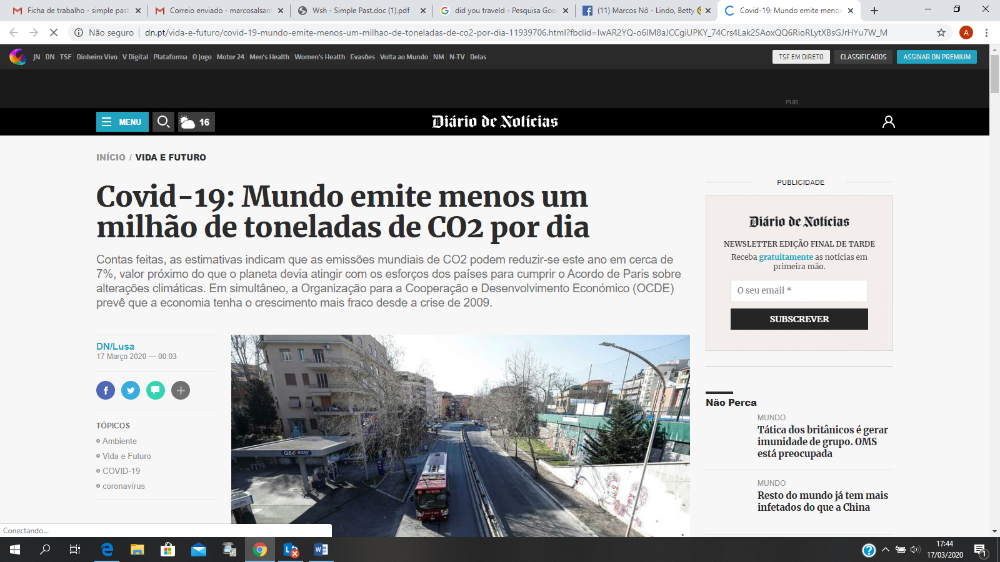 Ficha de trabalho - simple past
Correio enviado - marcosalsant
Wsh - Simple Past.doc (1).pdf
did you traveld - Pesquisa Goo
(11) Marcos Nô - Lindo, Betty
Covid-19: Mundo emite menos
Não seguro
dn.pt/vida-e-futuro/covid-19-mundo-emite-menos-um-milhao-de-toneladas-de-co2-por-dia-11939706.html?fbclid=IwAR2YQ-o6IM8aJCCgiUPKY_74Crs4Lak2SAoxQQ6RioRLytXBsGJrHYu7W_M
A
JN DN TSF Dinheiro Vivo V Digital Plataforma O Jogo Motor 24 Men's Health Women's Health Evasões Volta ao Mundo NM N-TV Delas
TSF EM DIRETO
CLASSIFICADOS
ASSINAR DN PREMIUM
PUB
MENU
16
Diário de Notícias
INÍCIO / VIDA E FUTURO
Covid-19: Mundo emite menos um
milhão de toneladas de CO2 por dia
Contas feitas, as estimativas indicam que as emissões mundiais de CO2 podem reduzir-se este ano em cerca de
7%, valor próximo do que o planeta devia atingir com os esforços dos países para cumprir o Acordo de Paris sobre
alterações climáticas. Em simultâneo, a Organização para a Cooperação e Desenvolvimento Económico (OCDE)
prevê que a economia tenha o crescimento mais fraco desde a crise de 2009.
DN/Lusa
17 Março 2020 — 00:03
TÓPICOS
Ambiente
Vida e Futuro
COVID-19
coronavírus
Q8 easy
PUBLICIDADE
Diário de Notícias
NEWSLETTER EDIÇÃO FINAL DE TARDE
Receba gratuitamente as notícias em
primeira mão.
O seu email *
SUBSCREVER
Não Perca
MUNDO
Tática dos britânicos é gerar
imunidade de grupo. OMS
está preocupada
MUNDO
Resto do mundo já tem mais
infetados do que a China
Conectando...
17:44
17/03/2020
1